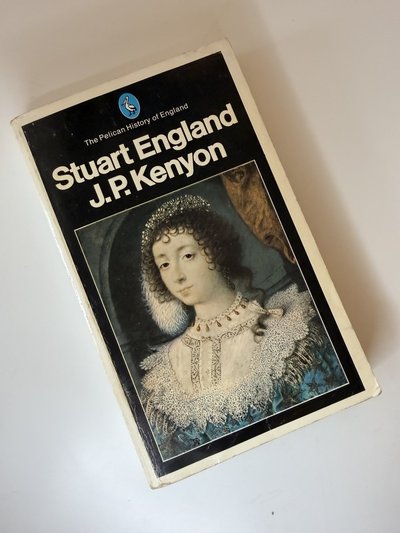 The Pelican History of England
Stuart England
J.P. Kenyon